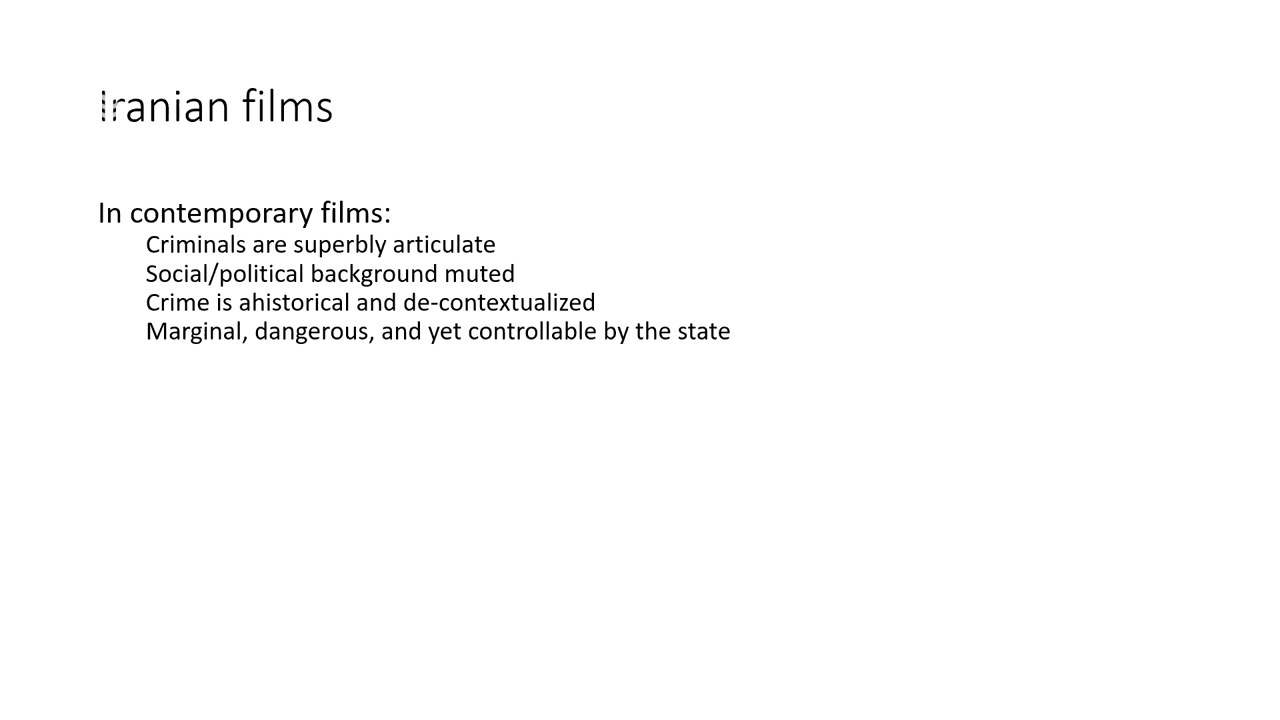 Iranian films
In contemporary films:
Criminals are superbly articulate
Social/political background muted
Crime is ahistorical and de-contextualized
Marginal, dangerous, and yet controllable by the state